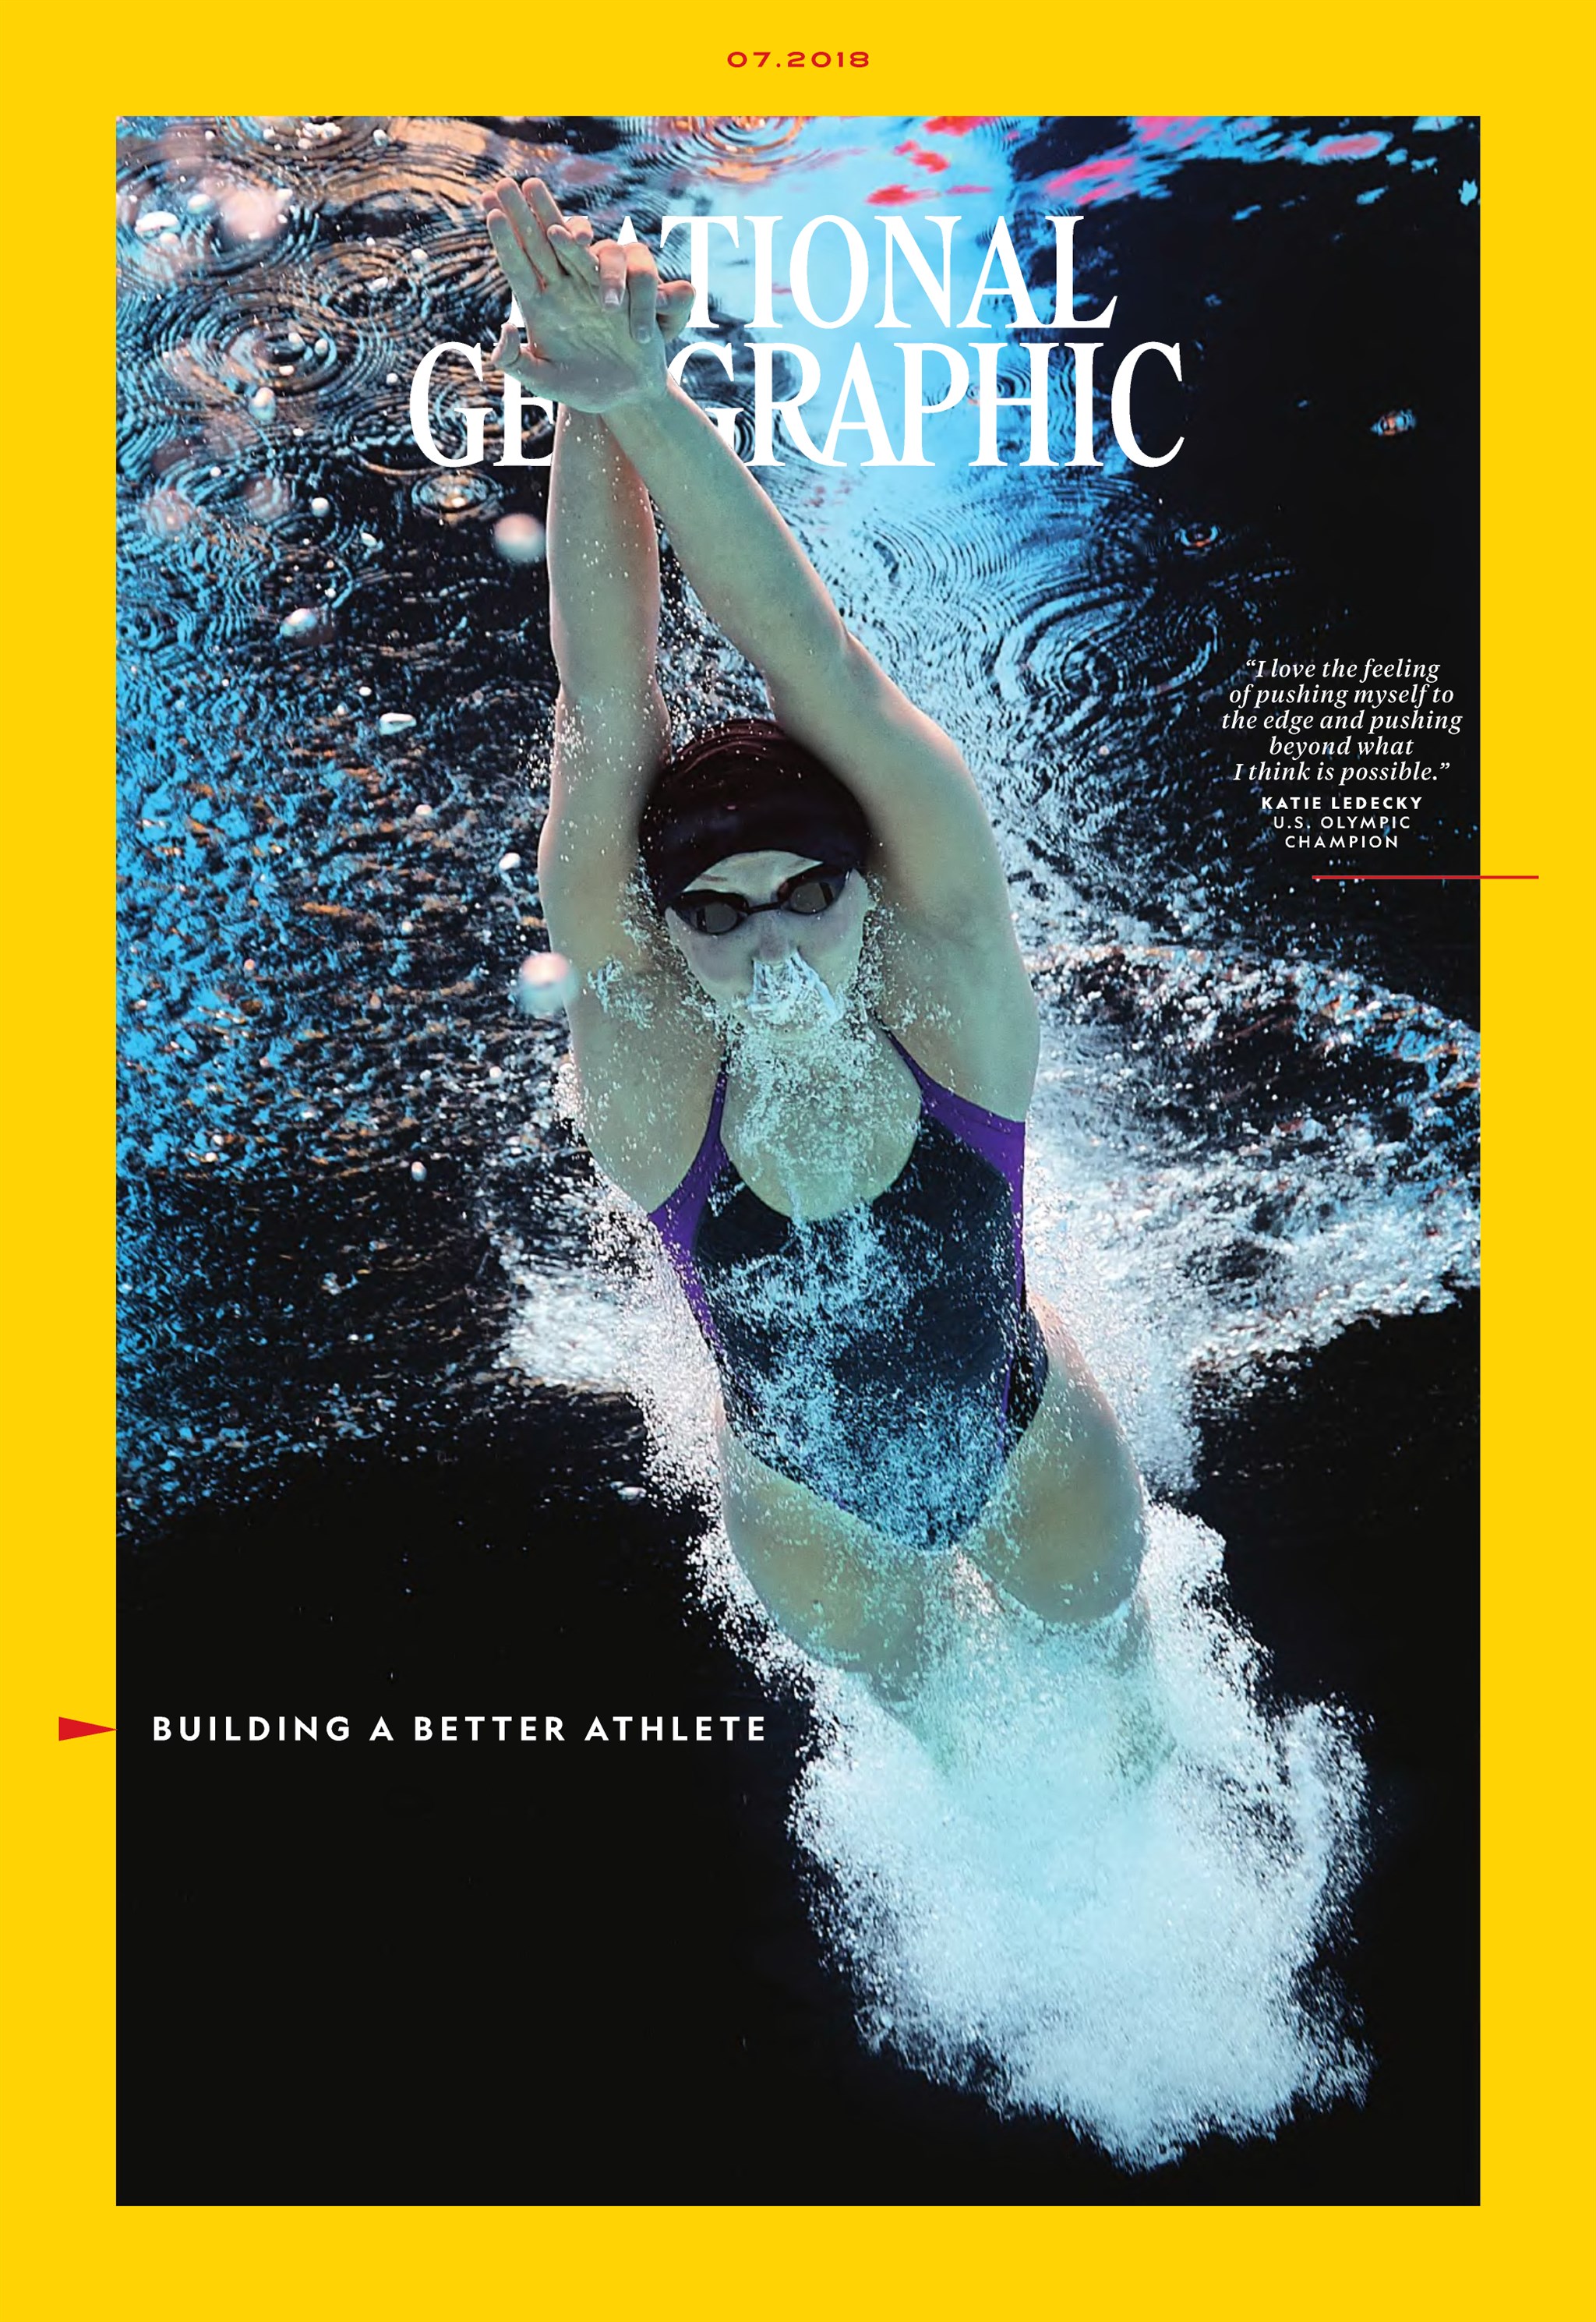 07.2018
NATIONAL
GEOGRAPHIC
“I love the feeling
of pushing myself to
the edge and pushing
beyond what
I think is possible.”
KATIE LEDECKY
U.S. OLYMPIC
CHAMPION
BUILDING A BETTER ATHLETE